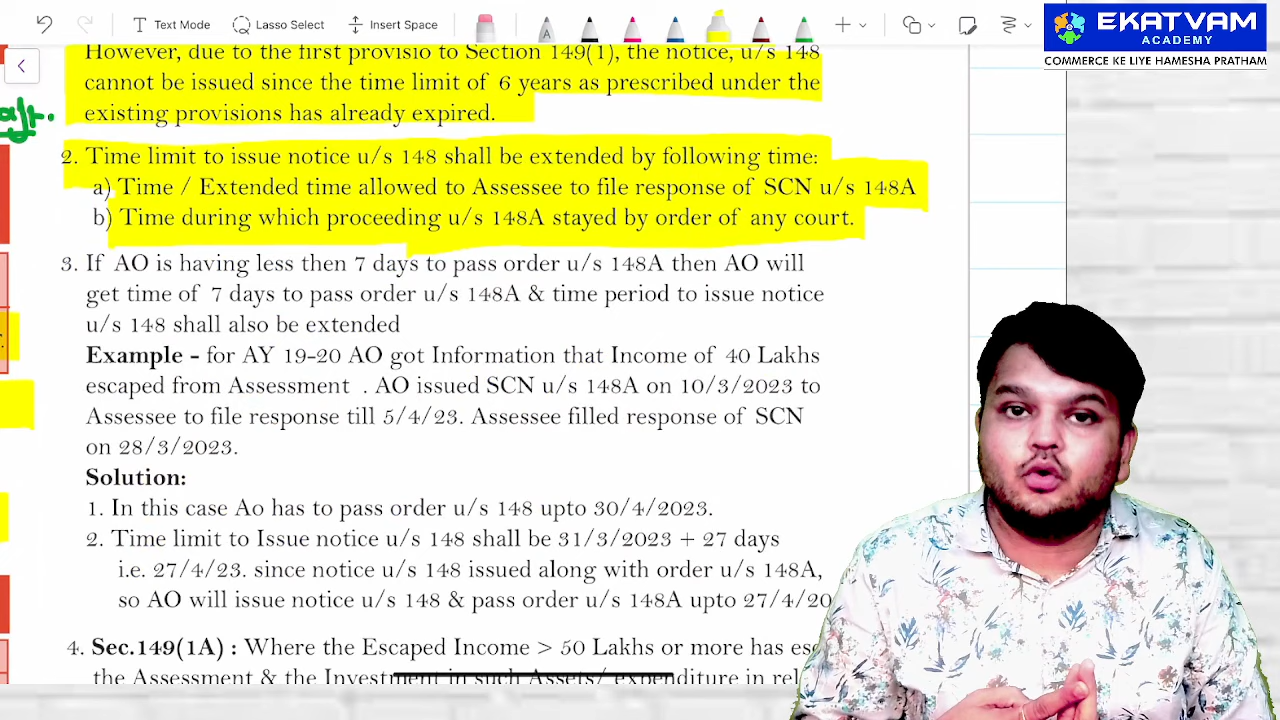 Text Mode
Lasso Select
Insert Space
EKATVAM
ACADEMY
COMMERCE KE LIYE HAMESHA PRATHAM
However, due to the first provisio to Section 149(1), the notice, u/s 148
cannot be issued since the time limit of 6 years as prescribed under the
existing provisions has already expired.
2. Time limit to issue notice u/s 148 shall be extended by following time:
a) Time / Extended time allowed to Assessee to file response of SCN u/s 148A
b) Time during which proceeding u/s 148A stayed by order of any court.
3. If AO is having less then 7 days to pass order u/s 148A then AO will
get time of 7 days to pass order u/s 148A & time period to issue notice
u/s 148 shall also be extended
Example - for AY 19-20 AO got Information that Income of 40 Lakhs
escaped from Assessment . AO issued SCN u/s 148A on 10/3/2023 to
Assessee to file response till 5/4/23. Assessee filled response of SCN
on 28/3/2023.
Solution:
1. In this case Ao has to pass order u/s 148 upto 30/4/2023.
2. Time limit to Issue notice u/s 148 shall be 31/3/2023 + 27 days
i.e. 27/4/23. since notice u/s 148 issued along with order u/s 148A,
so AO will issue notice u/s 148 & pass order u/s 148A upto 27/4/20
4. Sec.149(1A) : Where the Escaped Income > 50 Lakhs or more has es
the Assessment & the Investment in such Assets/ expenditure in rel